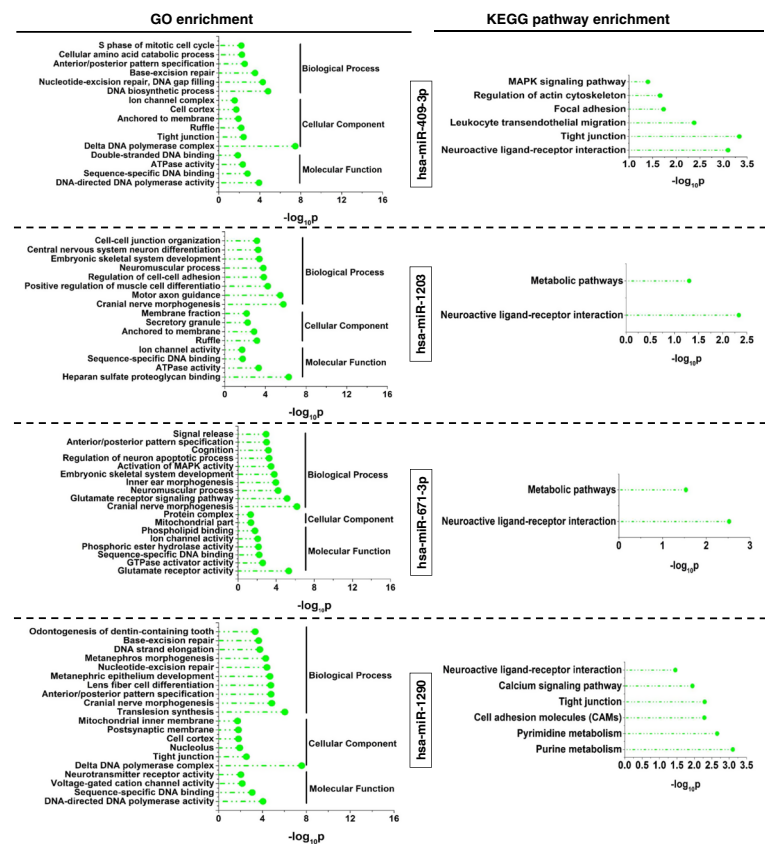 GO enrichment
KEGG pathway enrichment
S phase of mitotic cell cycle
Cellular amino acid catabolic process
Anterior/posterior pattern specification
Base-excision repair
Nucleotide-excision repair, DNA gap filling
DNA biosynthetic process
Ion channel complex
Cell cortex
Anchored to membrane
Ruffle
Tight junction
Delta DNA polymerase complex
Double-stranded DNA binding
ATPase activity
Sequence-specific DNA binding
DNA-directed DNA polymerase activity
Biological Process
Cellular Component
Molecular Function
0 4 8 12 16
-log10p
hsa-miR-409-3p
MAPK signaling pathway
Regulation of actin cytoskeleton
Focal adhesion
Leukocyte transendothelial migration
Tight junction
Neuroactive ligand-receptor interaction
1.0 1.5 2.0 2.5 3.0 3.5
-log10p
Cell-cell junction organization
Central nervous system neuron differentiation
Embryonic skeletal system development
Neuromuscular process
Regulation of cell-cell adhesion
Positive regulation of muscle cell differentiatio
Motor axon guidance
Cranial nerve morphogenesis
Membrane fraction
Secretory granule
Anchored to membrane
Ruffle
Ion channel activity
Sequence-specific DNA binding
ATPase activity
Heparan sulfate proteoglycan binding
Biological Process
Cellular Component
Molecular Function
0 4 8 12 16
-log10p
hsa-miR-1203
Metabolic pathways
Neuroactive ligand-receptor interaction
0.0 0.5 1.0 1.5 2.0 2.5
-log10p
Signal release
Anterior/posterior pattern specification
Cognition
Regulation of neuron apoptotic process
Activation of MAPK activity
Embryonic skeletal system development
Inner ear morphogenesis
Neuromuscular process
Glutamate receptor signaling pathway
Cranial nerve morphogenesis
Protein complex
Mitochondrial part
Phospholipid binding
Ion channel activity
Phosphoric ester hydrolase activity
Sequence-specific DNA binding
GTPase activator activity
Glutamate receptor activity
Biological Process
Cellular Component
Molecular Function
0 4 8 12 16
-log10p
hsa-miR-671-3p
Metabolic pathways
Neuroactive ligand-receptor interaction
0 1 2 3
-log10p
Odontogenesis of dentin-containing tooth
Base-excision repair
DNA strand elongation
Metanephros morphogenesis
Nucleotide-excision repair
Metanephric epithelium development
Lens fiber cell differentiation
Anterior/posterior pattern specification
Cranial nerve morphogenesis
Translesion synthesis
Mitochondrial inner membrane
Postsynaptic membrane
Cell cortex
Nucleolus
Tight junction
Delta DNA polymerase complex
Neurotransmitter receptor activity
Voltage-gated cation channel activity
Sequence-specific DNA binding
DNA-directed DNA polymerase activity
Biological Process
Cellular Component
Molecular Function
0 4 8 12 16
-log10p
hsa-miR-1290
Neuroactive ligand-receptor interaction
Calcium signaling pathway
Tight junction
Cell adhesion molecules (CAMs)
Pyrimidine metabolism
Purine metabolism
0.0 0.5 1.0 1.5 2.0 2.5 3.0 3.5
-log10p